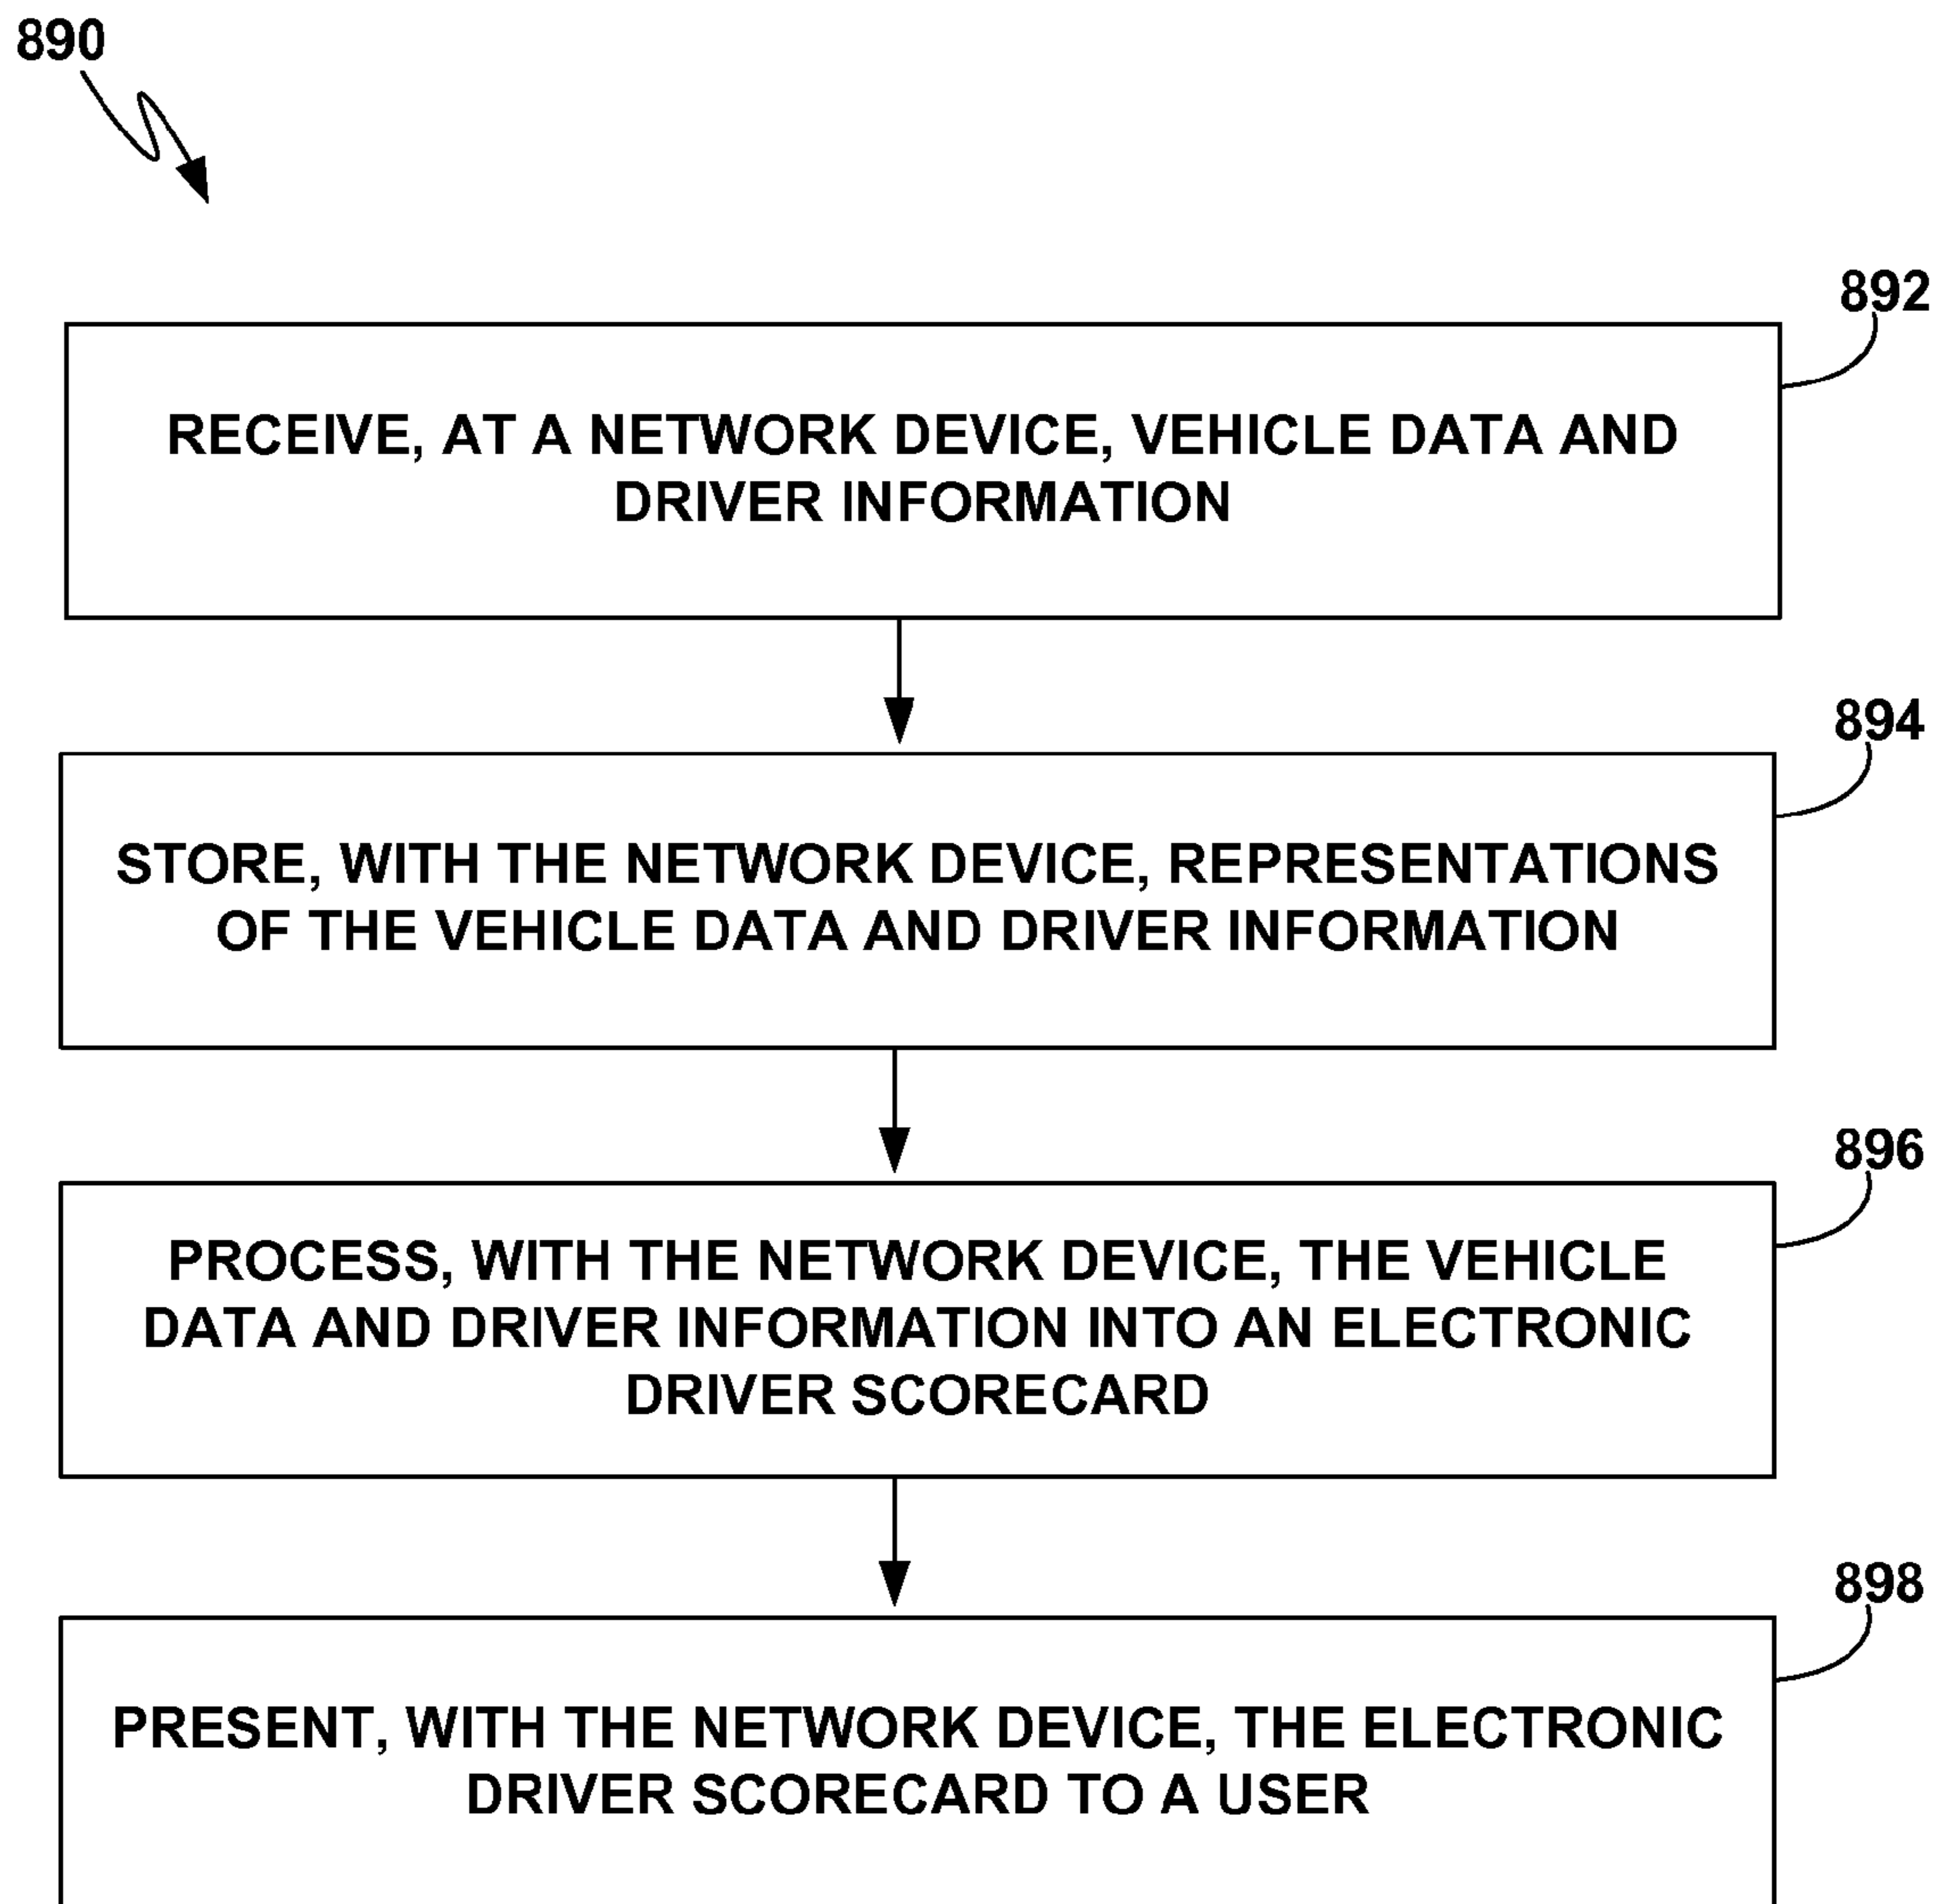 890
892
RECEIVE, AT A NETWORK DEVICE, VEHICLE DATA AND
DRIVER INFORMATION
894
STORE, WITH THE NETWORK DEVICE, REPRESENTATIONS
OF THE VEHICLE DATA AND DRIVER INFORMATION
896
PROCESS, WITH THE NETWORK DEVICE, THE VEHICLE
DATA AND DRIVER INFORMATION INTO AN ELECTRONIC
DRIVER SCORECARD
898
PRESENT, WITH THE NETWORK DEVICE, THE ELECTRONIC
DRIVER SCORECARD TO A USER